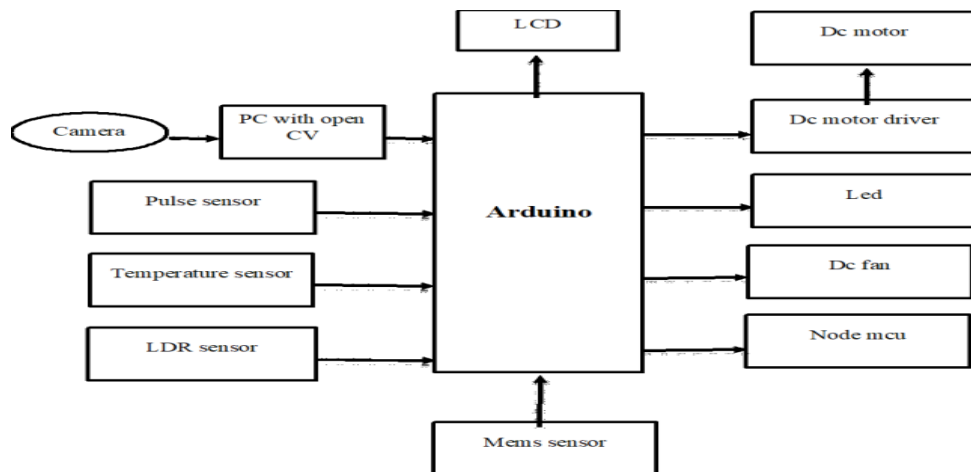 LCD
Dc motor
Camera
PC with open
CV
Dc motor driver
Pulse sensor
Arduino
Led
Temperature sensor
Dc fan
LDR sensor
Node mcu
Mems sensor